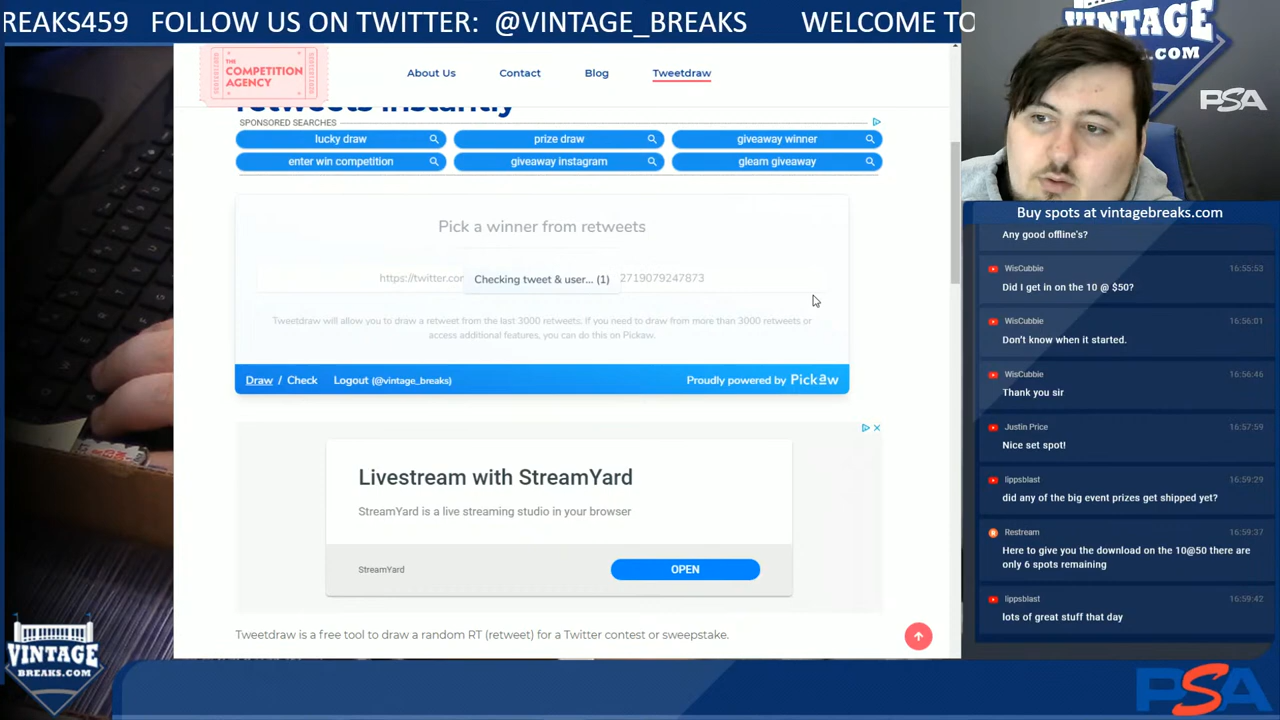 REAKS459 FOLLOW US ON TWITTER: @VINTAGE_BREAKS WELCOME TO
THE
COMPETITION
AGENCY
About Us Contact Blog Tweetdraw
retweets instantly
SPONSORED SEARCHES
lucky draw prize draw giveaway winner
enter win competition giveaway instagram gleam giveaway
Pick a winner from retweets
https://twitter.com Checking tweet & user... (1) 2719079247873
Tweetdraw will allow you to draw a retweet from the last 3000 retweets. If you need to draw from more than 3000 retweets or
access additional features, you can do this on Pickaw.
Draw / Check Logout (@vintage_breaks) Proudly powered by Pickaw
Livestream with StreamYard
StreamYard is a live streaming studio in your browser
StreamYard OPEN
Tweetdraw is a free tool to draw a random RT (retweet) for a Twitter contest or sweepstake.
VINTAGE
BREAKS.COM
VINTAGE
.COM
PSA
Buy spots at vintagebreaks.com
Any good offline's?
WisCubbie 16:55:53
Did I get in on the 10 @ $50?
WisCubbie 16:56:01
Don't know when it started.
WisCubbie 16:56:46
Thank you sir
Justin Price 16:57:59
Nice set spot!
lippsblast 16:59:29
did any of the big event prizes get shipped yet?
Restream 16:59:37
Here to give you the download on the 10@50 there are
only 6 spots remaining
lippsblast 16:59:42
lots of great stuff that day
PSA